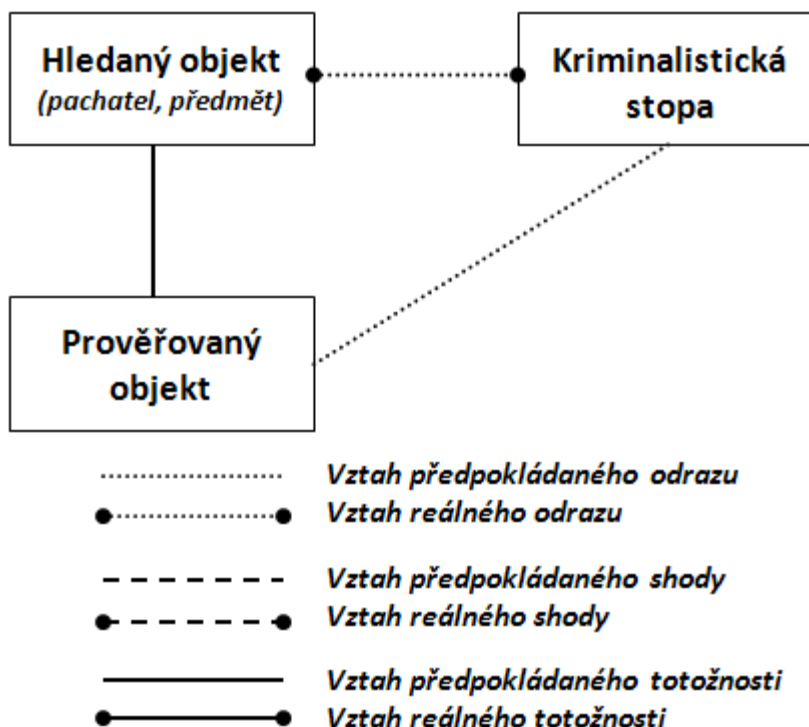 Hledaný objekt
(pachatel, předmět)
Kriminalistická
stopa
Prověřovaný
objekt
Vztah předpokládaného odrazu
Vztah reálného odrazu
Vztah předpokládaného shody
Vztah reálného shody
Vztah předpokládaného totožnosti
Vztah reálného totožnosti